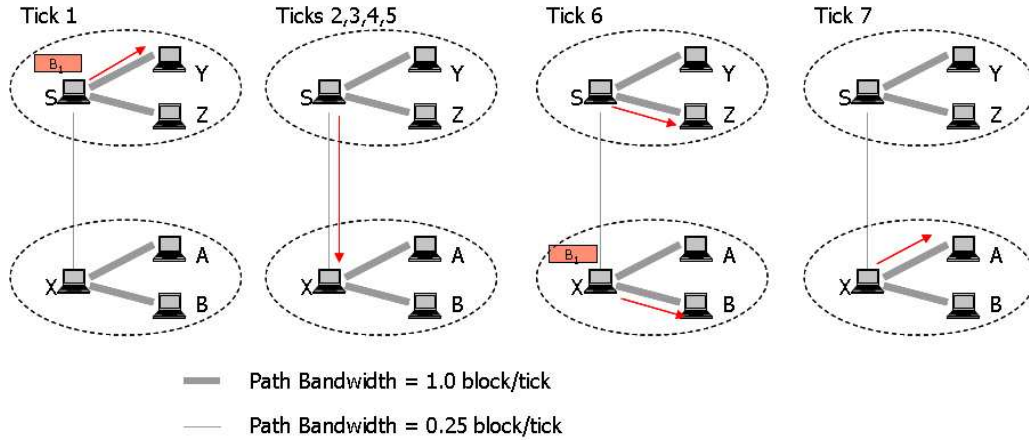 Tick 1
Ticks 2,3,4,5
Tick 6
Tick 7
B1
S
Y
Z
X
A
B
S
Y
Z
X
A
B
S
Y
Z
B1
X
A
B
S
Y
Z
X
A
B
Path Bandwidth = 1.0 block/tick
Path Bandwidth = 0.25 block/tick